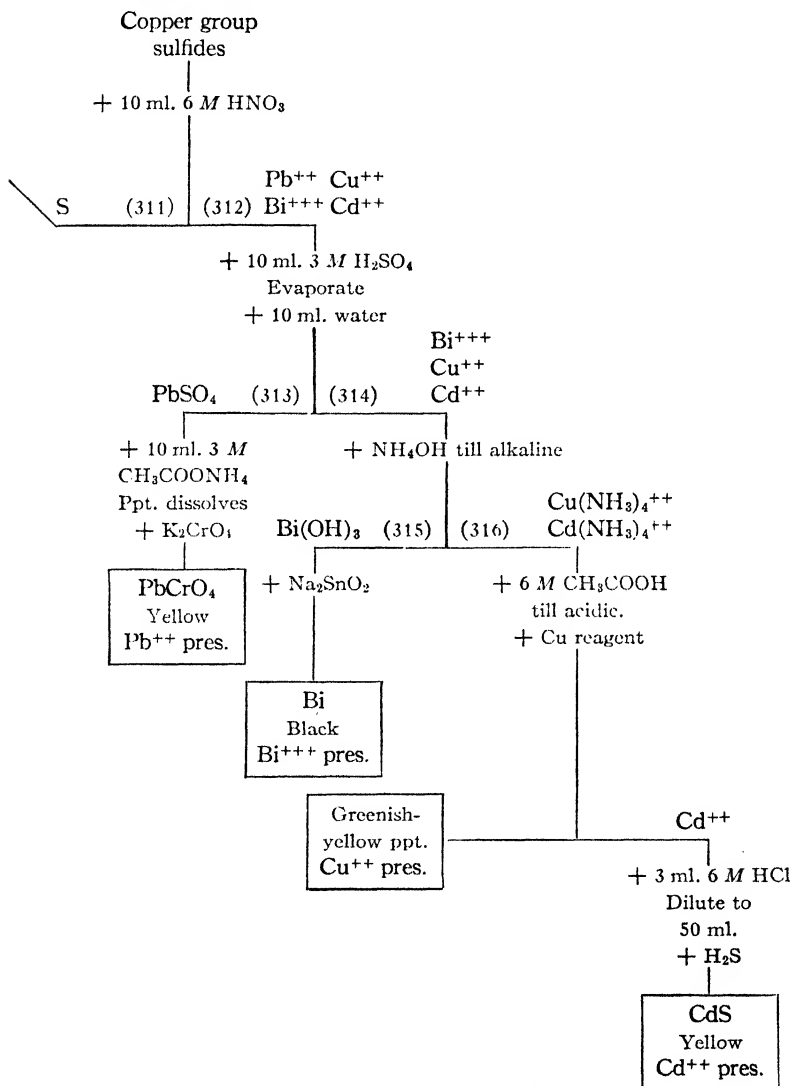 Copper group
sulfides
+ 10 ml. 6 M HNO₃
Pb⁺⁺ Cu⁺⁺
S (311) (312) Bi⁺⁺⁺ Cd⁺⁺
+ 10 ml. 3 M H₂SO₄
Evaporate
+ 10 ml. water
Bi⁺⁺⁺
Cu⁺⁺
PbSO₄ (313) (314) Cd⁺⁺
+ 10 ml. 3 M
CH₃COONH₄
Ppt. dissolves
+ K₂CrO₄
PbCrO₄
Yellow
Pb⁺⁺ pres.
+ NH₄OH till alkaline
Cu(NH₃)₄⁺⁺
Bi(OH)₃ (315) (316) Cd(NH₃)₄⁺⁺
+ Na₂SnO₂
Bi
Black
Bi⁺⁺⁺ pres.
+ 6 M CH₃COOH
till acidic.
+ Cu reagent
Greenish-
yellow ppt.
Cu⁺⁺ pres.
Cd⁺⁺
+ 3 ml. 6 M HCl
Dilute to
50 ml.
+ H₂S
CdS
Yellow
Cd⁺⁺ pres.